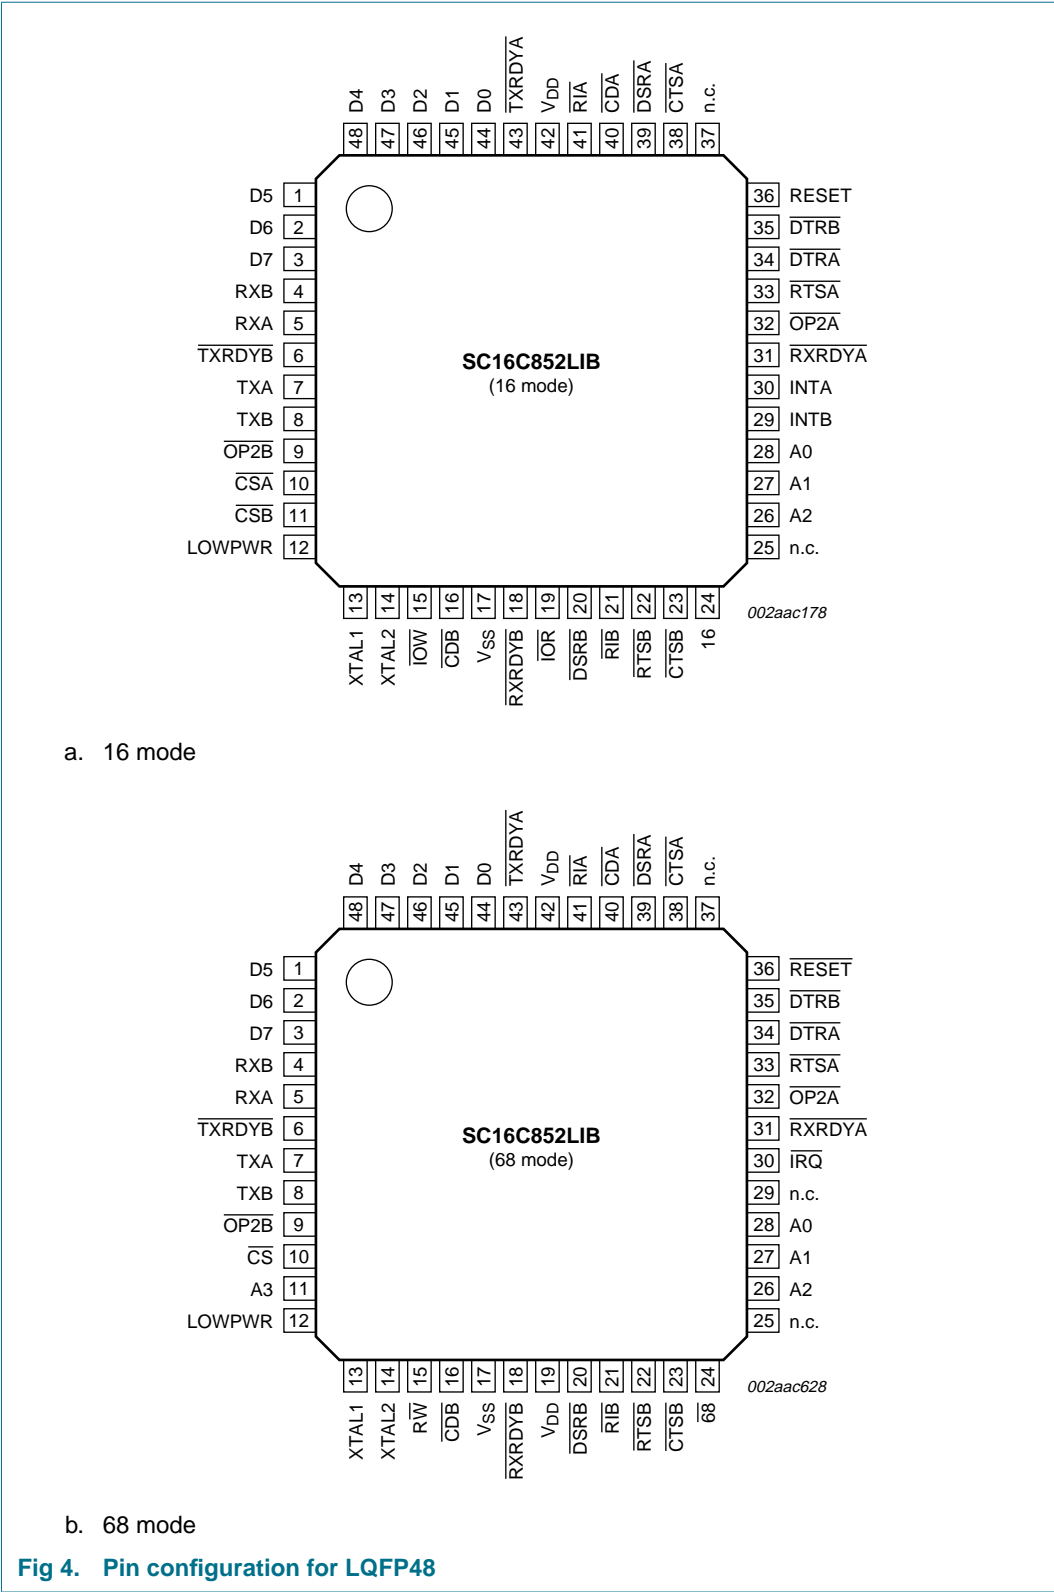 D4 D3 D2 D1 D0 TXRDYA VDD RIA CDA DSRA CTSA n.c.
48 47 46 45 44 43 42 41 40 39 38 37
D5 1 36 RESET
D6 2 35 DTRB
D7 3 34 DTRA
RXB 4 33 RTSA
RXA 5 32 OP2A
TXRDYB 6 31 RXRDYA
SC16C852LIB
(16 mode)
TXA 7 30 INTA
TXB 8 29 INTB
OP2B 9 28 A0
CSA 10 27 A1
CSB 11 26 A2
LOWPWR 12 25 n.c.
13 14 15 16 17 18 19 20 21 22 23 24
XTAL1 XTAL2 IOW CDB VSS RXRDYB IOR DSRB RIB RTSB CTSB 16
002aac178
a. 16 mode
D4 D3 D2 D1 D0 TXRDYA VDD RIA CDA DSRA CTSA n.c.
48 47 46 45 44 43 42 41 40 39 38 37
D5 1 36 RESET
D6 2 35 DTRB
D7 3 34 DTRA
RXB 4 33 RTSA
RXA 5 32 OP2A
TXRDYB 6 31 RXRDYA
SC16C852LIB
(68 mode)
TXA 7 30 IRQ
TXB 8 29 n.c.
OP2B 9 28 A0
CS 10 27 A1
A3 11 26 A2
LOWPWR 12 25 n.c.
13 14 15 16 17 18 19 20 21 22 23 24
XTAL1 XTAL2 RW CDB VSS RXRDYB VDD DSRB RIB RTSB CTSB 68
002aac628
b. 68 mode
Fig 4. Pin configuration for LQFP48